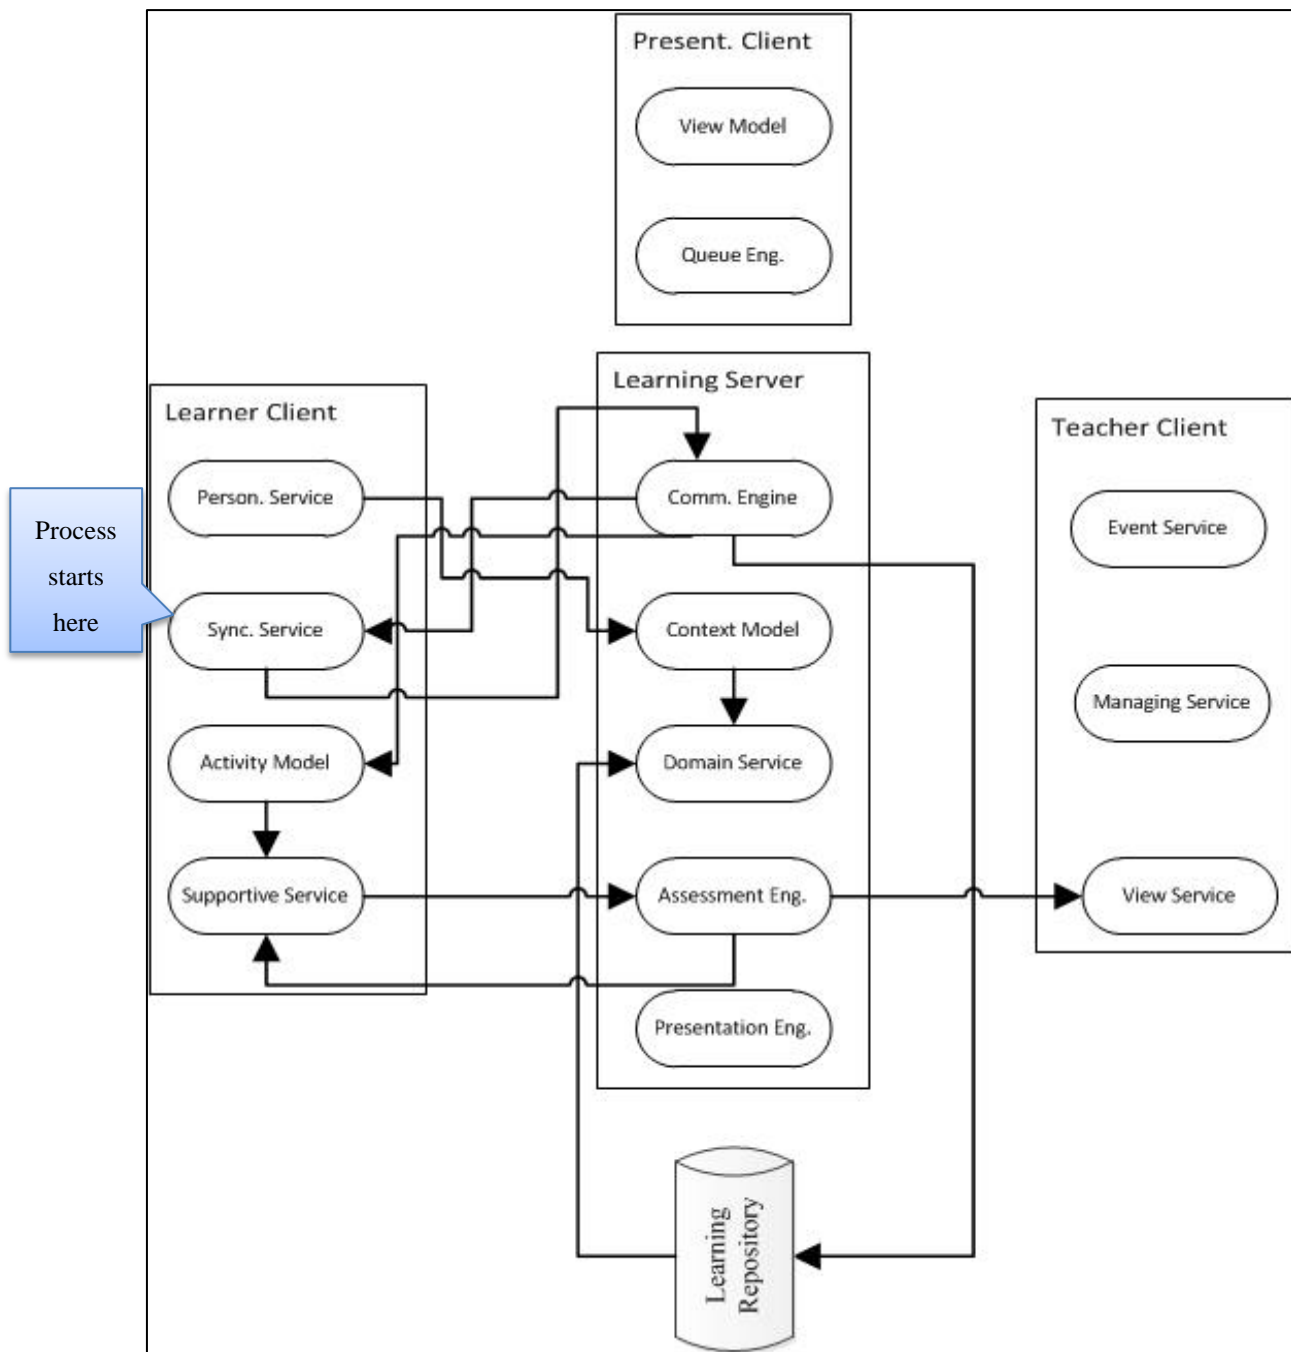 Present. Client
View Model
Queue Eng.
Learner Client
Person. Service
Sync. Service
Activity Model
Supportive Service
Process
starts
here
Learning Server
Comm. Engine
Context Model
Domain Service
Assessment Eng.
Presentation Eng.
Teacher Client
Event Service
Managing Service
View Service
Learning
Repository